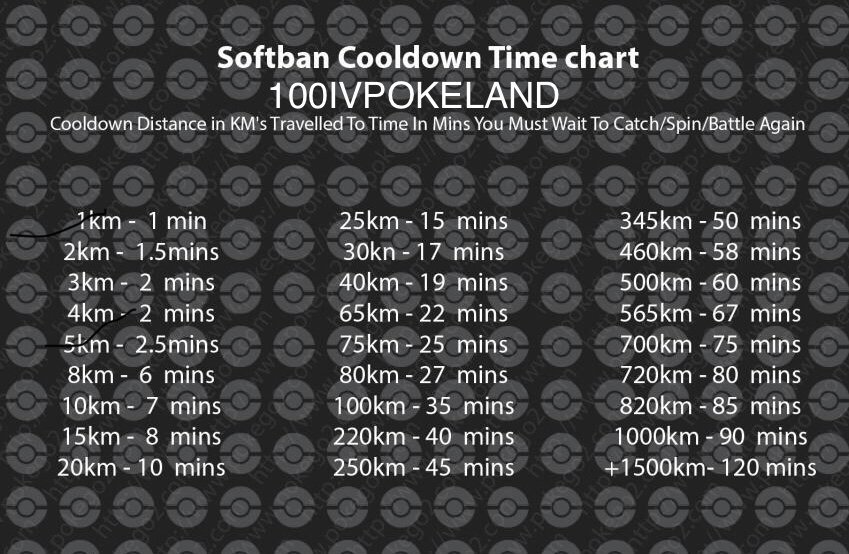 Softban Cooldown Time chart
100IVPOKELAND
Cooldown Distance in KM's Travelled To Time In Mins You Must Wait To Catch/Spin/Battle Again
1km - 1 min
2km - 1.5mins
3km - 2 mins
4km - 2 mins
5km - 2.5mins
8km - 6 mins
10km - 7 mins
15km - 8 mins
20km - 10 mins
25km - 15 mins
30kn - 17 mins
40km - 19 mins
65km - 22 mins
75km - 25 mins
80km - 27 mins
100km - 35 mins
220km - 40 mins
250km - 45 mins
345km - 50 mins
460km - 58 mins
500km - 60 mins
565km - 67 mins
700km - 75 mins
720km - 80 mins
820km - 85 mins
1000km - 90 mins
+1500km- 120 mins